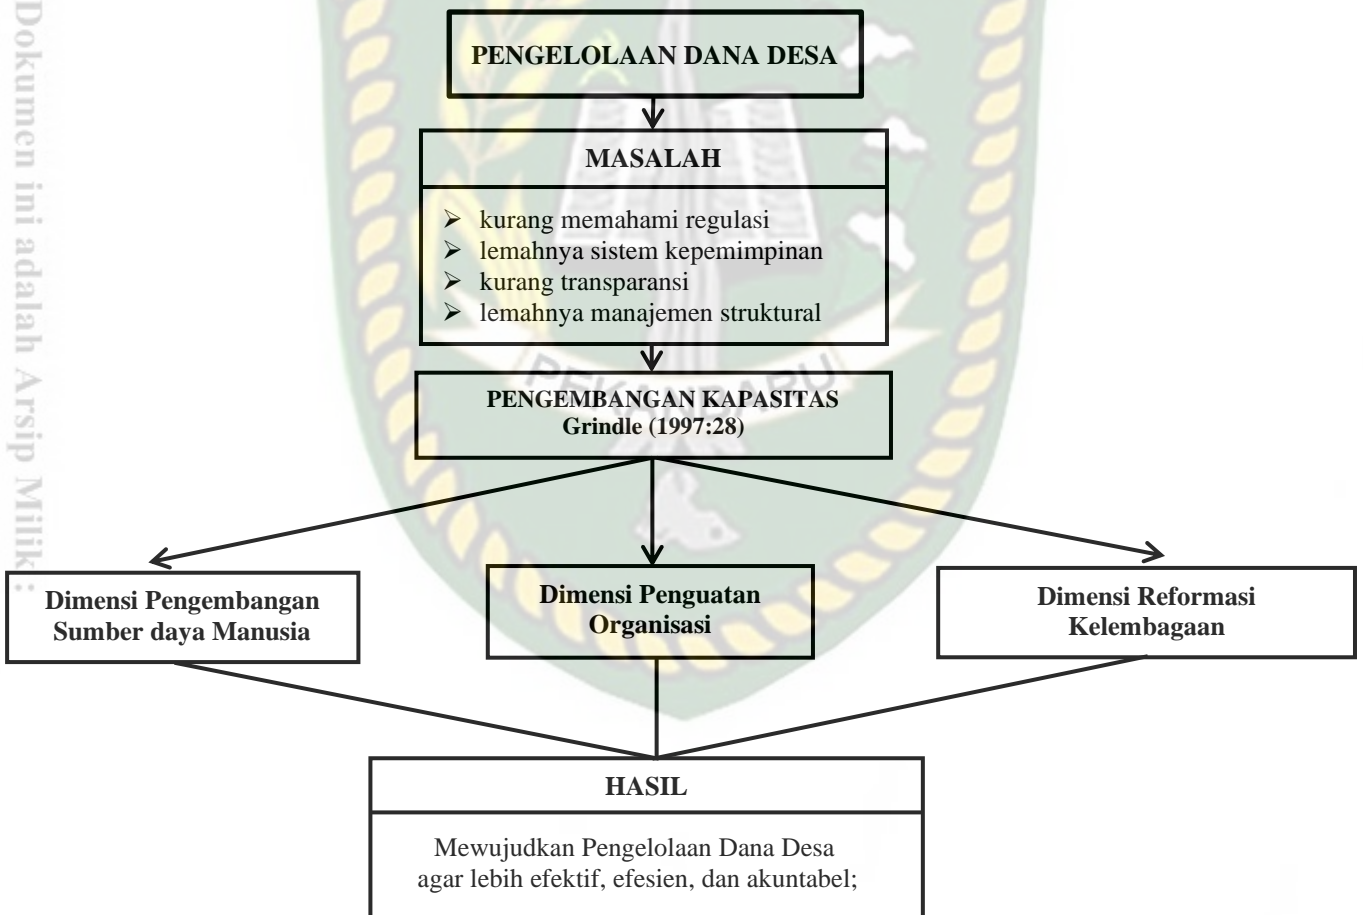 Dokumen ini adalah Arsip Milik :
PENGELOLAAN DANA DESA
MASALAH
➢ kurang memahami regulasi
➢ lemahnya sistem kepemimpinan
➢ kurang transparansi
➢ lemahnya manajemen struktural
PEKANBARU
PENGEMBANGAN KAPASITAS
Grindle (1997:28)
Dimensi Pengembangan
Sumber daya Manusia
Dimensi Penguatan
Organisasi
Dimensi Reformasi
Kelembagaan
HASIL
Mewujudkan Pengelolaan Dana Desa
agar lebih efektif, efesien, dan akuntabel;